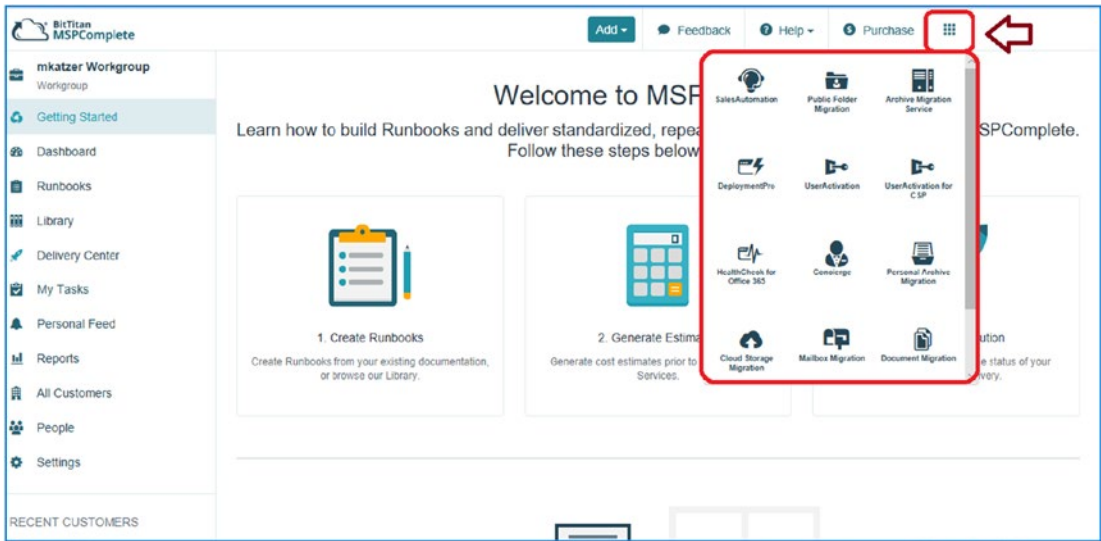 BitTitan
MSPComplete
Add
Feedback
Help
Purchase
mkatzer Workgroup
Workgroup
Getting Started
Dashboard
Runbooks
Library
Delivery Center
My Tasks
Personal Feed
Reports
All Customers
People
Settings
RECENT CUSTOMERS
Welcome to MSP
Learn how to build Runbooks and deliver standardized, repea SPComplete.
Follow these steps below
1. Create Runbooks
Create Runbooks from your existing documentation,
or browse our Library.
2. Generate Estima
Generate cost estimates prior to
Services.
ution
e status of your
very.
SalesAutomation
Public Folder
Migration
Archive Migration
Service
DeploymentPro
UserActivation
UserActivation for
CSP
HealthCheck for
Office 365
Concierge
Personal Archive
Migration
Cloud Storage
Migration
Mailbox Migration
Document Migration